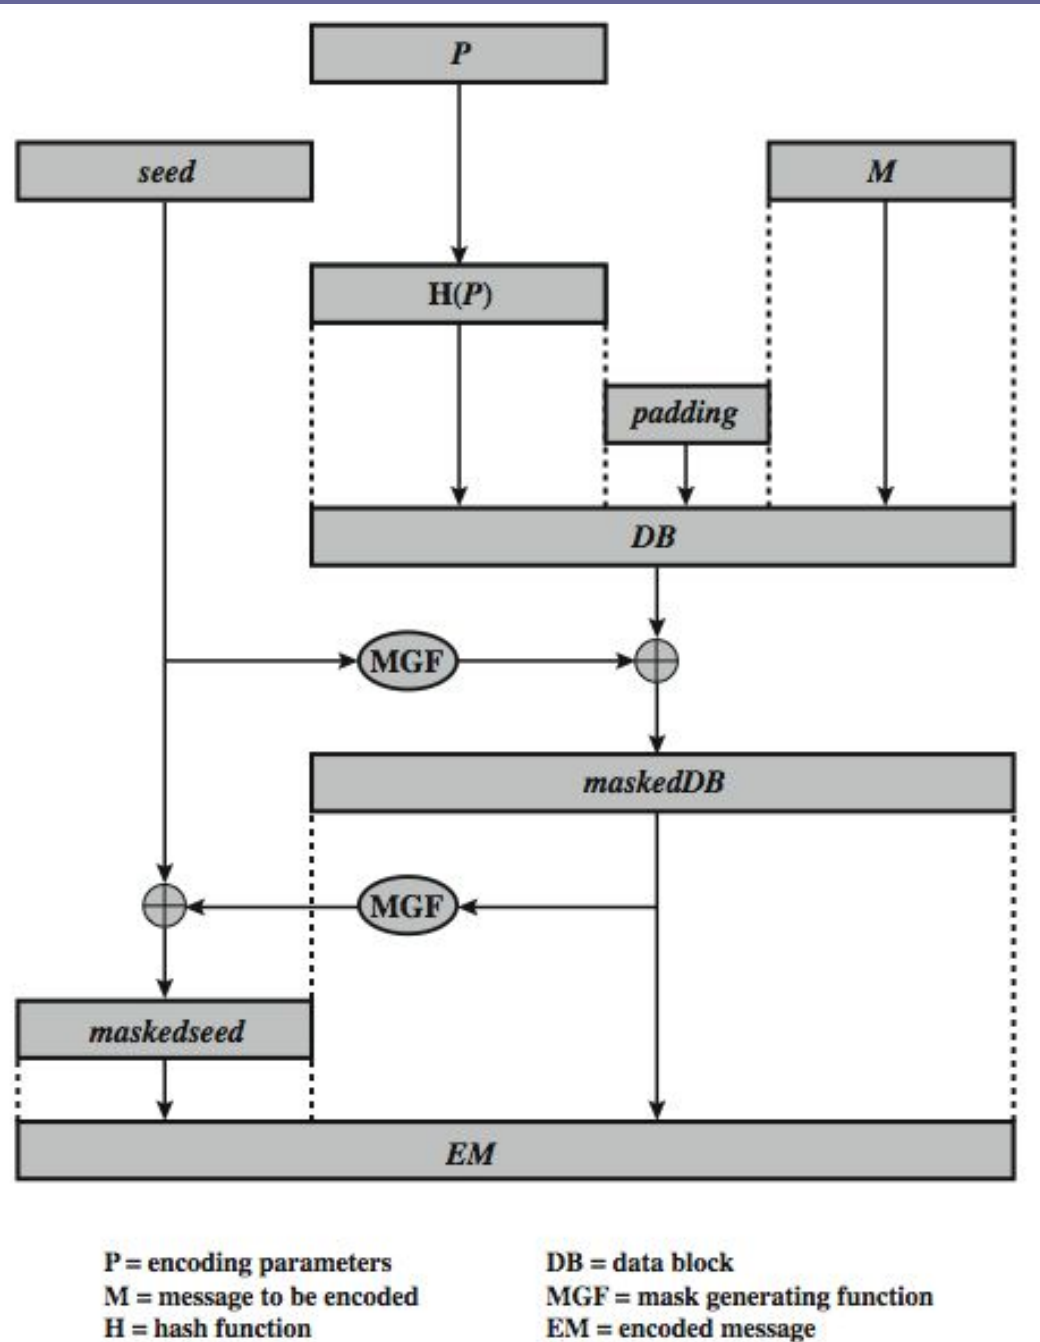 P
seed
M
H(P)
padding
DB
MGF
maskedDB
MGF
maskedseed
EM
P = encoding parameters
DB = data block
M = message to be encoded
MGF = mask generating function
H = hash function
EM = encoded message